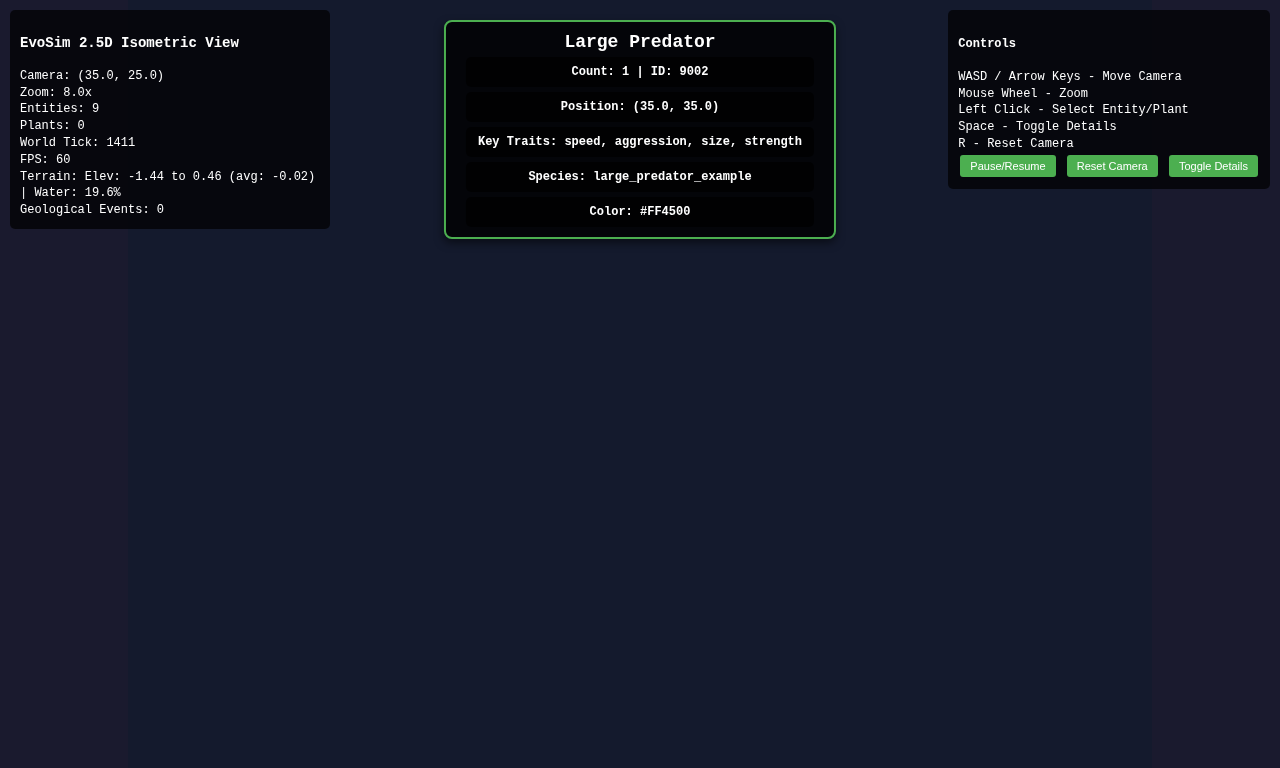 EvoSim 2.5D Isometric View
Camera: (35.0, 25.0)
Zoom: 8.0x
Entities: 9
Plants: 0
World Tick: 1411
FPS: 60
Terrain: Elev: -1.44 to 0.46 (avg: -0.02)
| Water: 19.6%
Geological Events: 0
Large Predator
Count: 1 | ID: 9002
Position: (35.0, 35.0)
Key Traits: speed, aggression, size, strength
Species: large_predator_example
Color: #FF4500
Controls
WASD / Arrow Keys - Move Camera
Mouse Wheel - Zoom
Left Click - Select Entity/Plant
Space - Toggle Details
R - Reset Camera
Pause/Resume Reset Camera Toggle Details